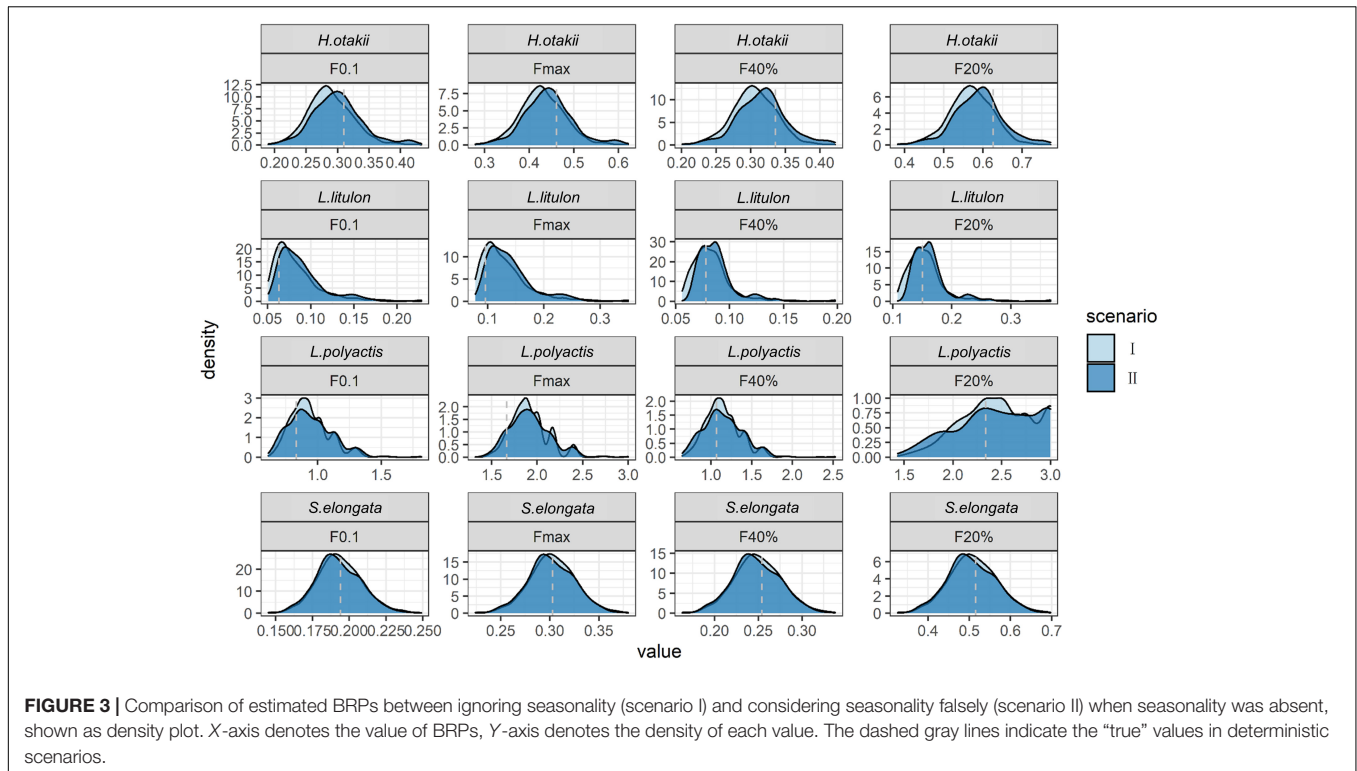 H.otakii H.otakii H.otakii H.otakii
F0.1 Fmax F40% F20%
12.5
10.0
7.5
5.0
2.5
0.0
7.5
5.0
2.5
0.0
10
5
0
6
4
2
0
0.20 0.25 0.30 0.35 0.40
0.3 0.4 0.5 0.6
0.20 0.25 0.30 0.35 0.40
0.4 0.5 0.6 0.7
L.litulon L.litulon L.litulon L.litulon
F0.1 Fmax F40% F20%
20
15
10
5
0
10
5
0
30
20
10
0
15
10
5
0
0.05 0.10 0.15 0.20
0.1 0.2 0.3
0.05 0.10 0.15 0.20
0.1 0.2 0.3
density
L.polyactis L.polyactis L.polyactis L.polyactis
F0.1 Fmax F40% F20%
3
2
1
0
2.0
1.5
1.0
0.5
0.0
2.0
1.5
1.0
0.5
0.0
1.00
0.75
0.50
0.25
0.00
1.0 1.5
1.5 2.0 2.5 3.0
1.0 1.5 2.0 2.5
1.5 2.0 2.5 3.0
S.elongata S.elongata S.elongata S.elongata
F0.1 Fmax F40% F20%
20
10
0
15
10
5
0
15
10
5
0
6
4
2
0
0.150 0.175 0.200 0.225 0.250
0.25 0.30 0.35
0.20 0.25 0.30
0.4 0.5 0.6 0.7
value
scenario
I
II
FIGURE 3 | Comparison of estimated BRPs between ignoring seasonality (scenario I) and considering seasonality falsely (scenario II) when seasonality was absent,
shown as density plot. X-axis denotes the value of BRPs, Y-axis denotes the density of each value. The dashed gray lines indicate the “true” values in deterministic
scenarios.